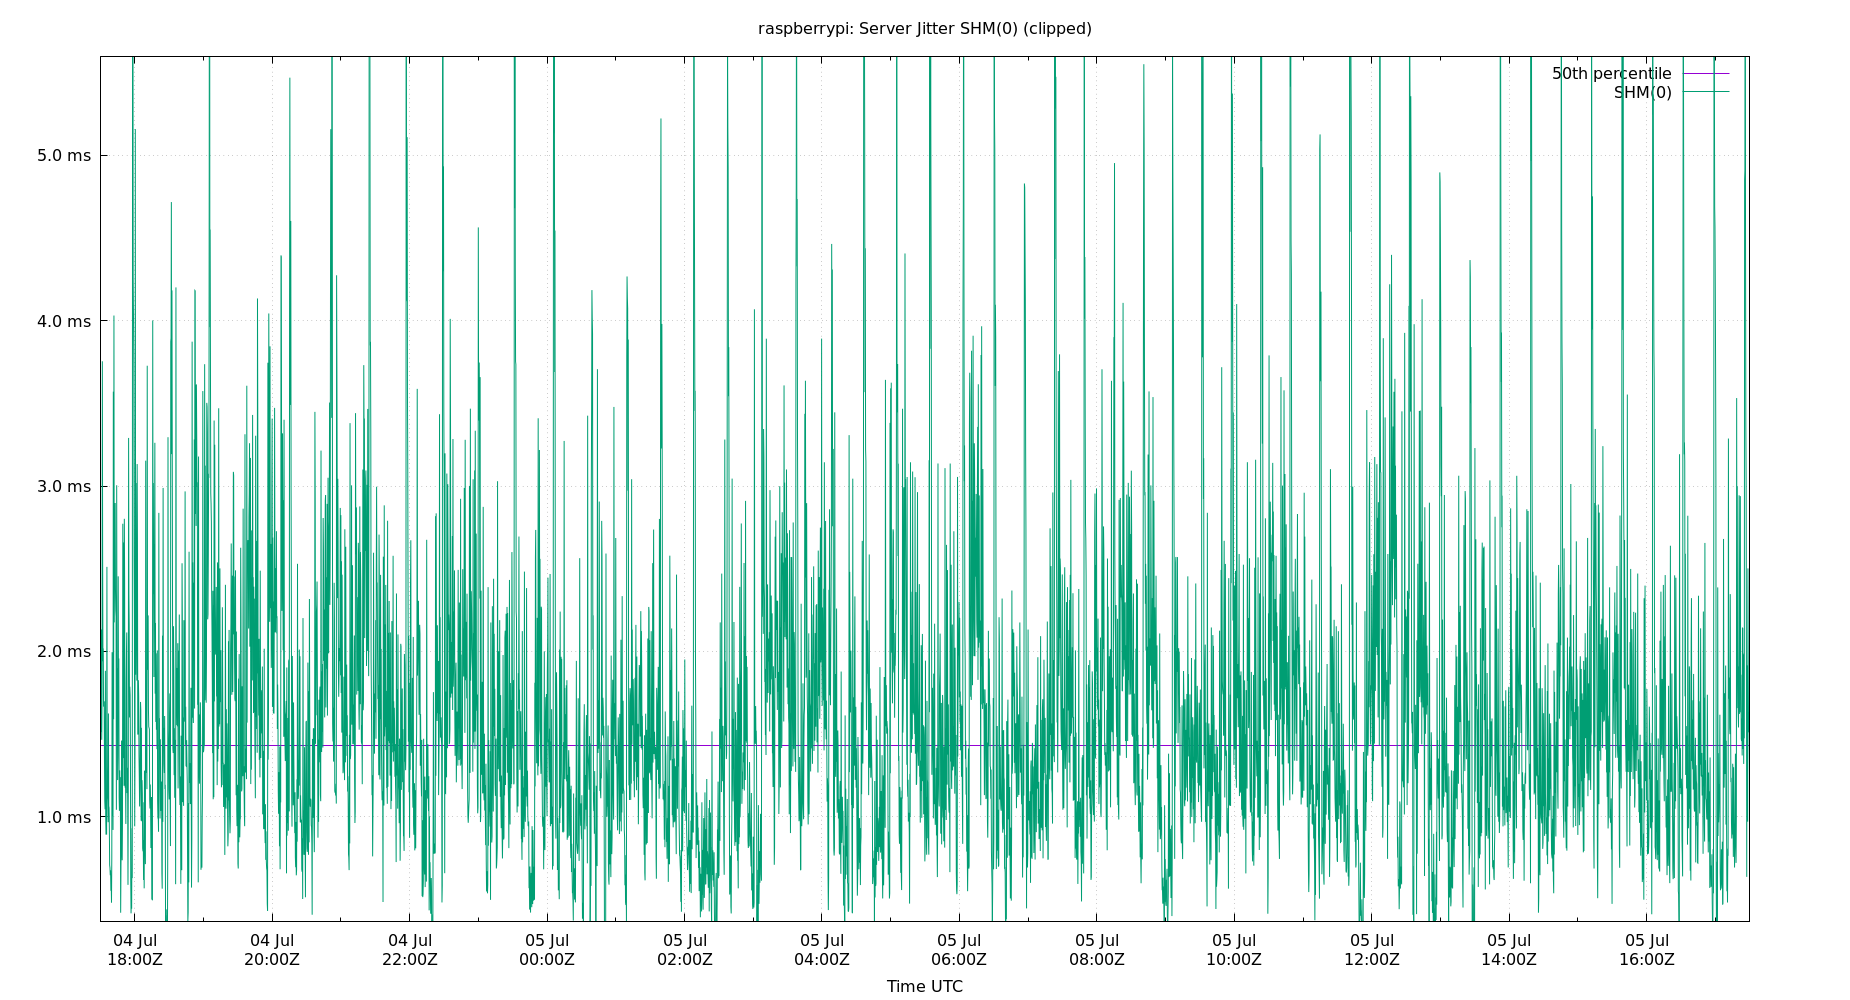 raspberrypi: Server Jitter SHM(0) (clipped)
50th percentile
SHM(0)
5.0 ms
4.0 ms
3.0 ms
2.0 ms
1.0 ms
04 Jul 04 Jul 04 Jul 05 Jul 05 Jul 05 Jul 05 Jul 05 Jul 05 Jul 05 Jul 05 Jul 05 Jul
18:00Z 20:00Z 22:00Z 00:00Z 02:00Z 04:00Z 06:00Z 08:00Z 10:00Z 12:00Z 14:00Z 16:00Z
Time UTC